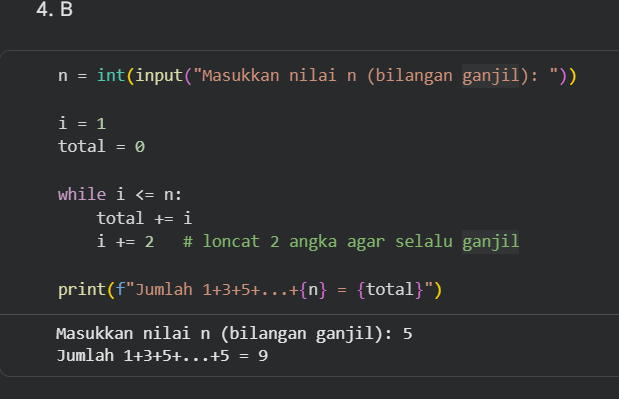 4. B
n = int(input("Masukkan nilai n (bilangan ganjil): "))
i = 1
total = 0
while i <= n:
total += i
i += 2 # loncat 2 angka agar selalu ganjil
print(f"Jumlah 1+3+5+...+{n} = {total}")
Masukkan nilai n (bilangan ganjil): 5
Jumlah 1+3+5+...+5 = 9